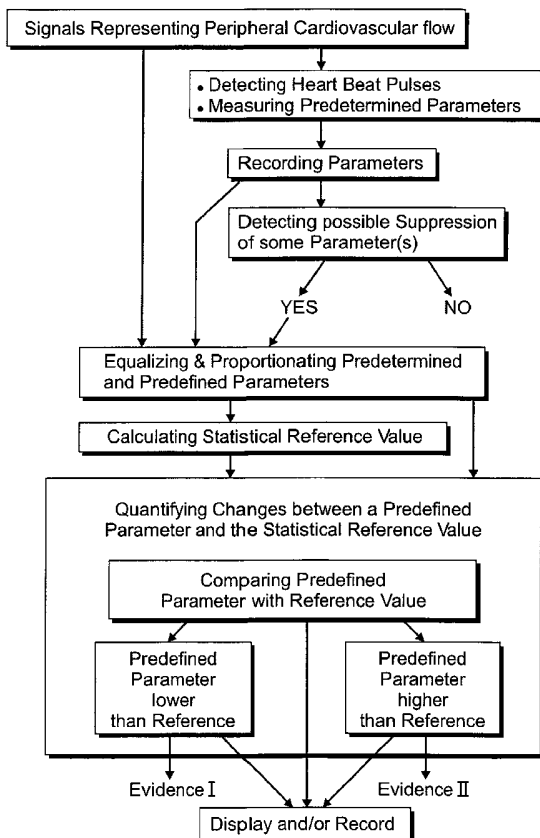 Signals Representing Peripheral Cardiovascular flow
• Detecting Heart Beat Pulses
• Measuring Predetermined Parameters
Recording Parameters
Detecting possible Suppression
of some Parameter(s)
YES
NO
Equalizing & Proportionating Predetermined
and Predefined Parameters
Calculating Statistical Reference Value
Quantifying Changes between a Predefined
Parameter and the Statistical Reference Value
Comparing Predefined
Parameter with Reference Value
Predefined
Parameter
lower
than Reference
Predefined
Parameter
higher
than Reference
Evidence I
Evidence II
Display and/or Record